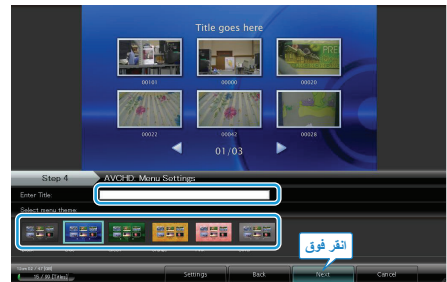 Title goes here
00101 00000 00020
00022 00042 00028
01/03
Step 4 AVCHD: Menu Settings
Enter Title:
Select menu theme:
انقر فوق
Settings Back Next Cancel